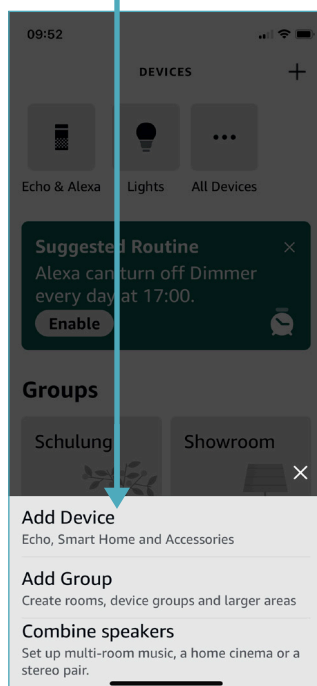 09:52
DEVICES
Echo & Alexa Lights All Devices
Suggested Routine
Alexa can turn off Dimmer
every day at 17:00.
Enable
Groups
Schulung Showroom
Add Device
Echo, Smart Home and Accessories
Add Group
Create rooms, device groups and larger areas
Combine speakers
Set up multi-room music, a home cinema or a
stereo pair.